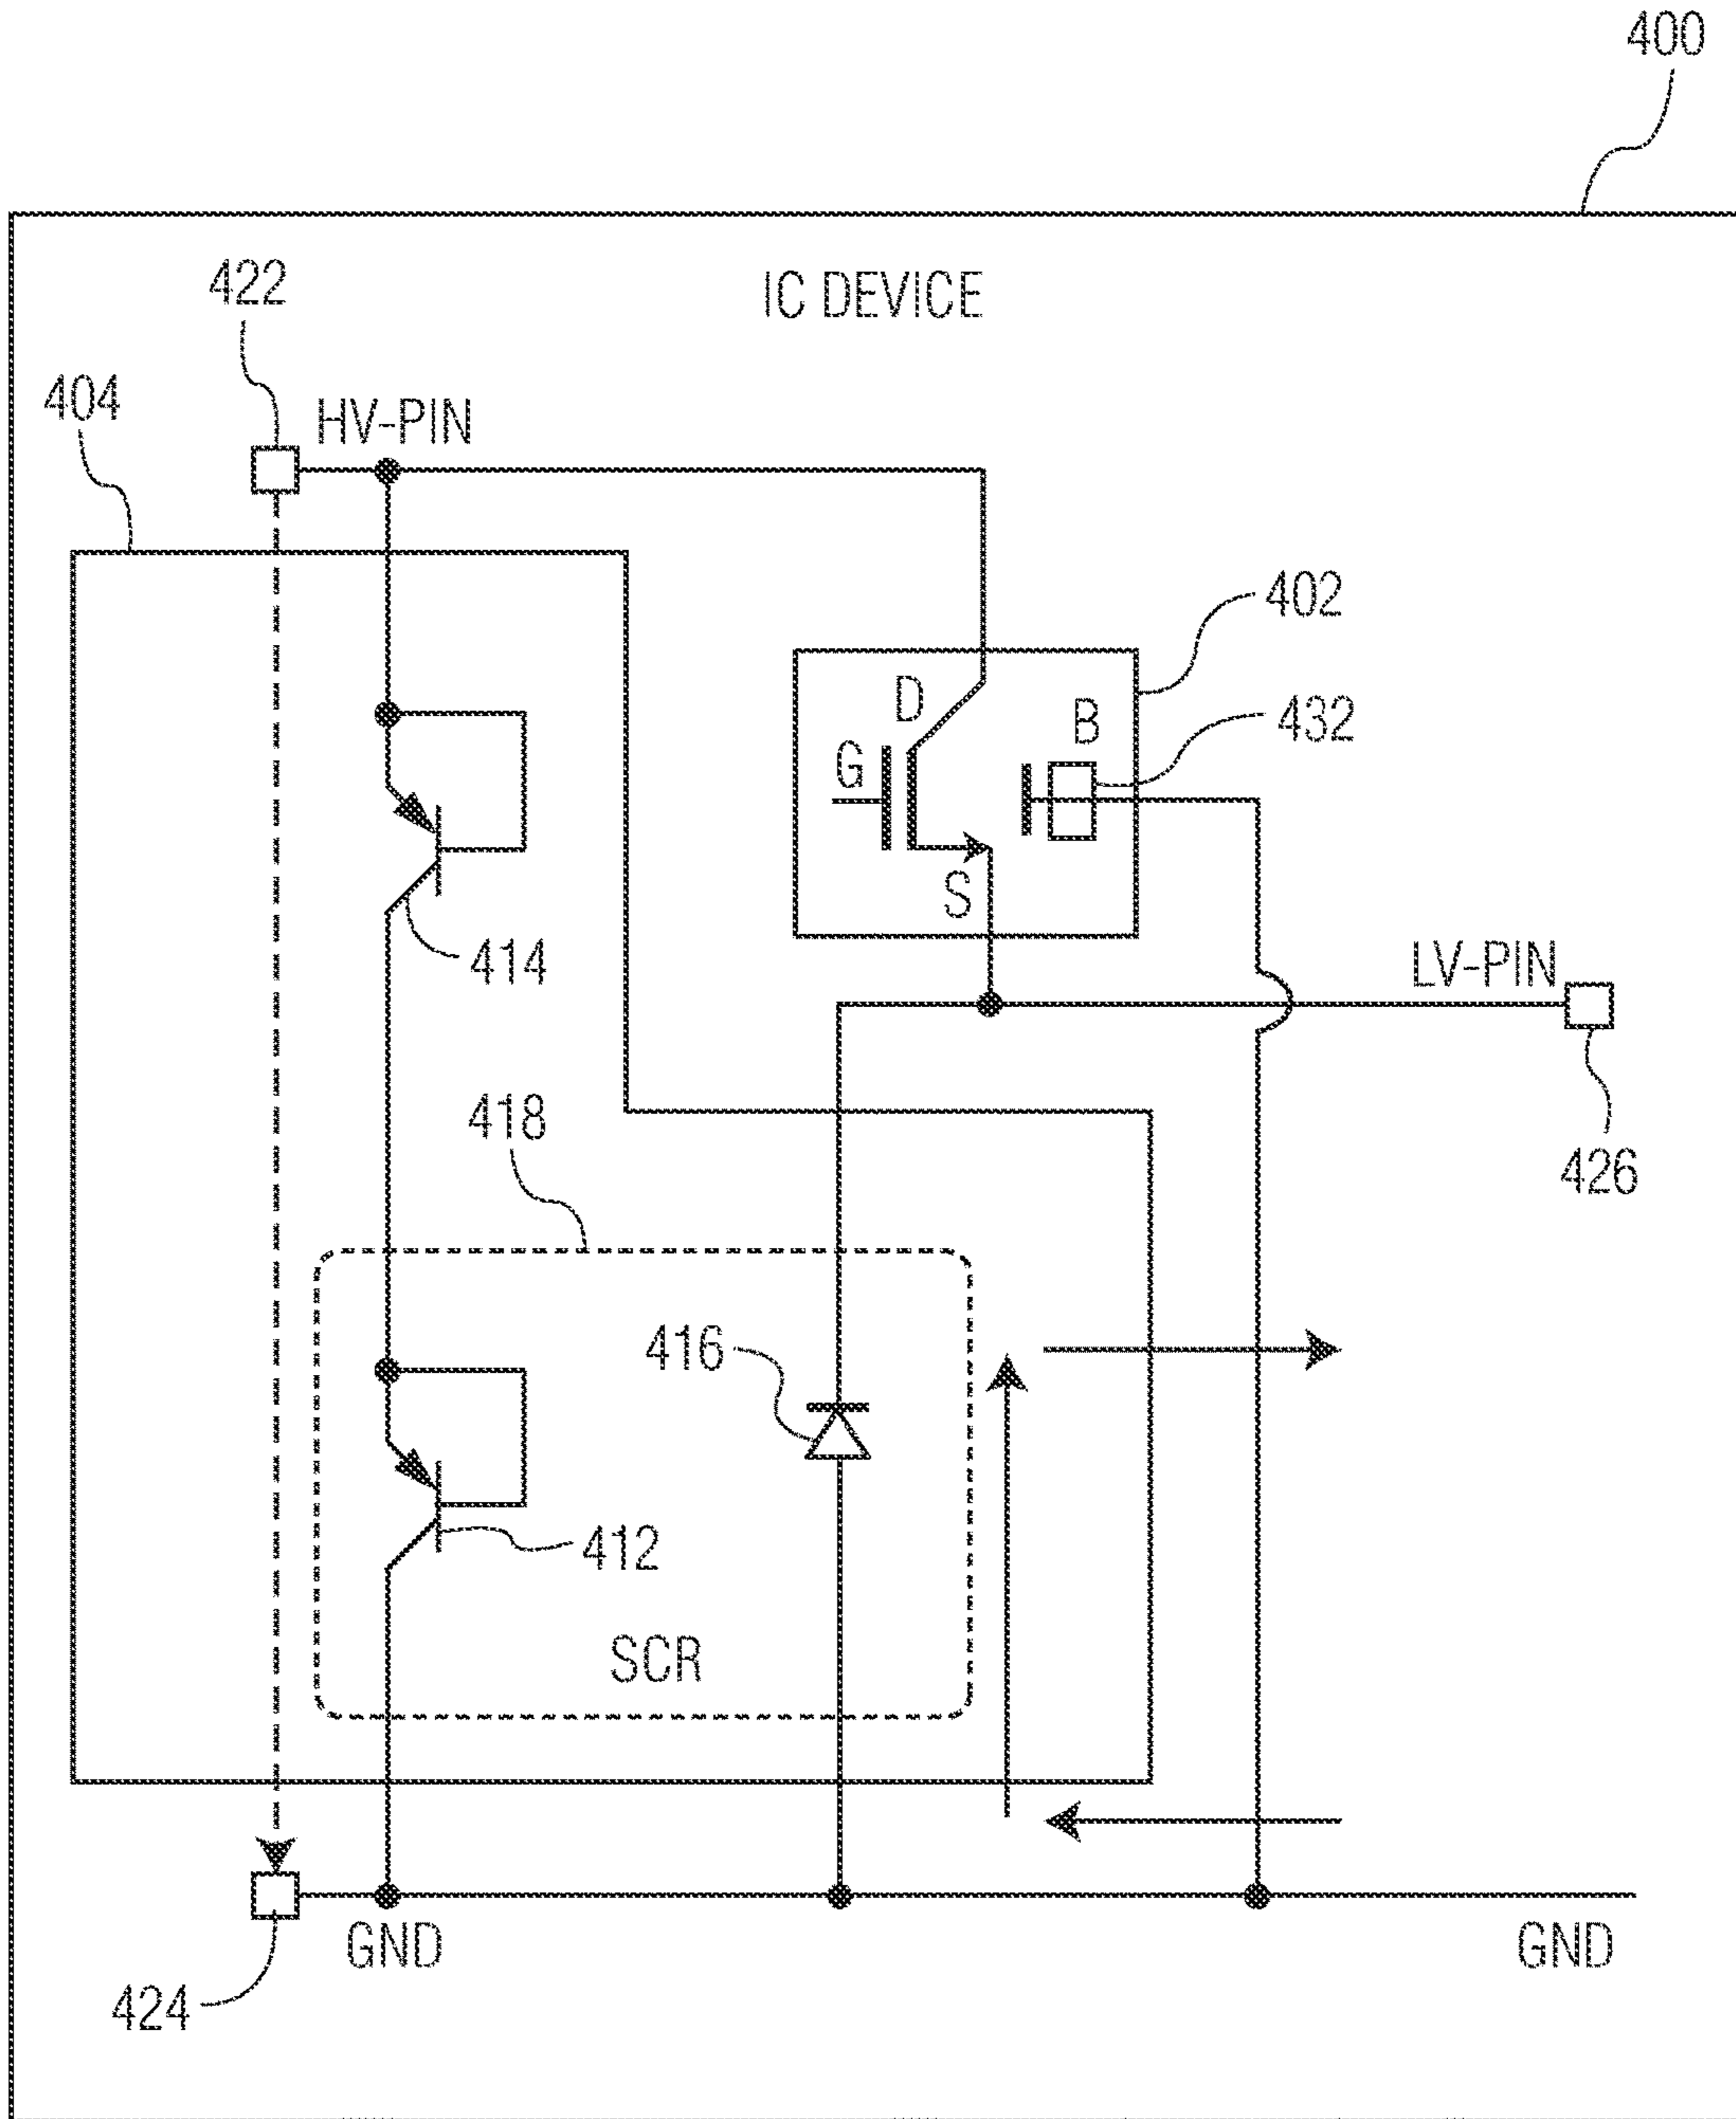 400
IC DEVICE
422
404
HV-PIN
402
D
B
432
G
S
414
LV-PIN
418
426
416
412
SCR
GND
GND
424